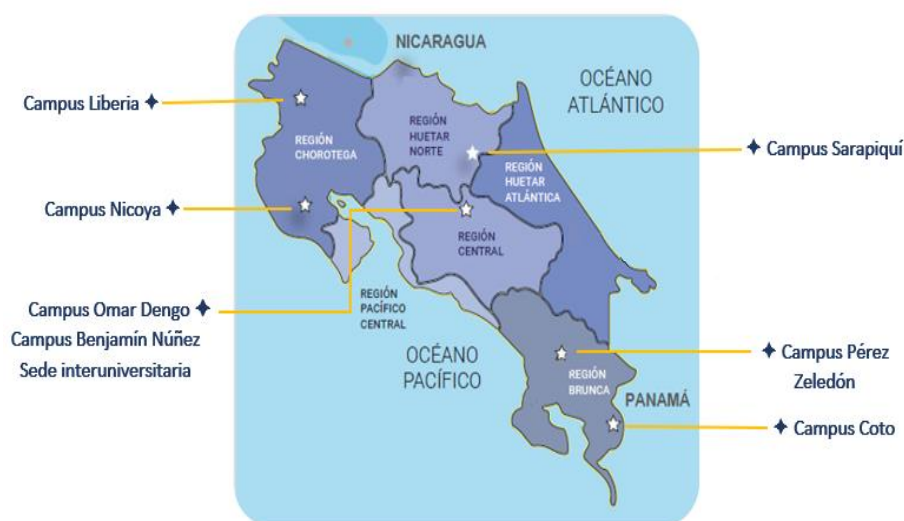 NICARAGUA
OCÉANO
ATLÁNTICO
Campus Liberia
REGIÓN
HUETAR
NORTE
REGIÓN
CHOROTEGA
Campus Sarapiquí
REGIÓN
HUETAR
ATLÁNTICA
Campus Nicoya
REGIÓN
CENTRAL
REGIÓN
PACÍFICO
CENTRAL
Campus Omar Dengo
Campus Benjamín Núñez
Sede interuniversitaria
OCÉANO
PACÍFICO
Campus Pérez
Zeledón
REGIÓN
BRUNCA
PANAMÁ
Campus Coto